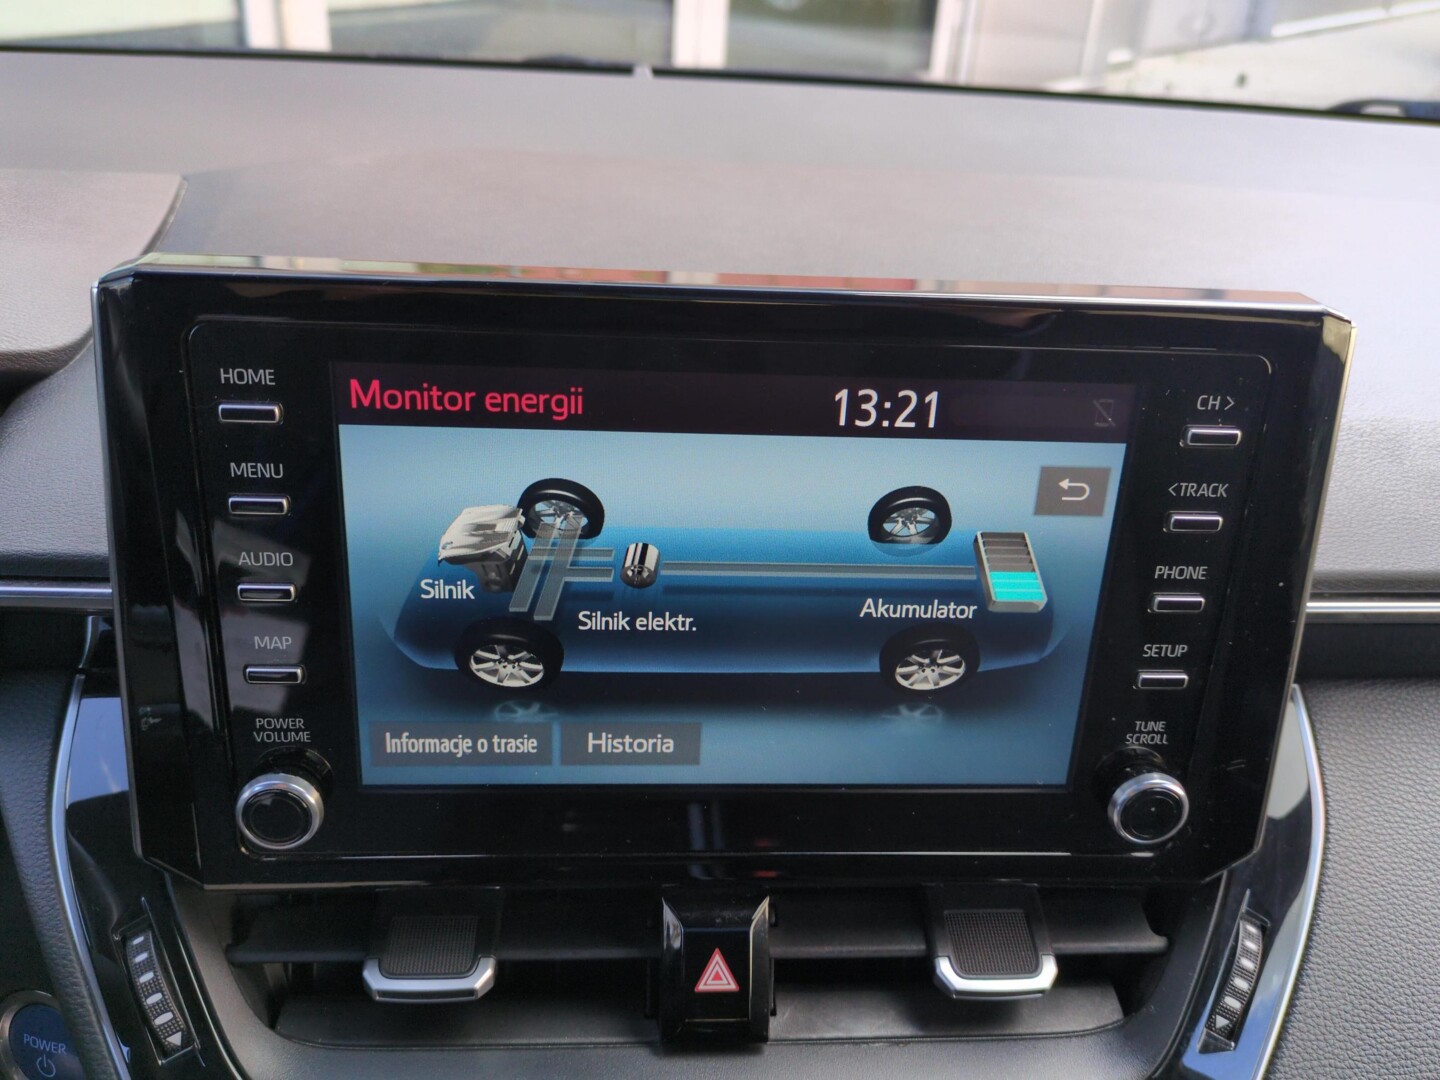 HOME
MENU
AUDIO
MAP
POWER
VOLUME
Monitor energii
13:21
Silnik
Silnik elektr.
Akumulator
Informacje o trasie
Historia
CH >
<TRACK
PHONE
SETUP
TUNE
SCROLL
POWER